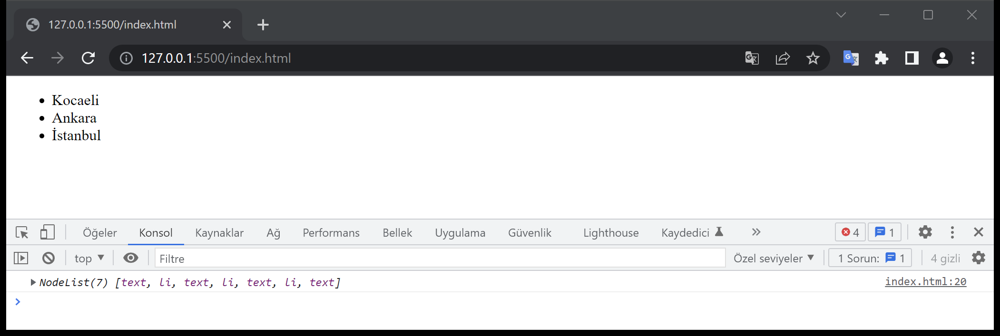 127.0.0.1:5500/index.html
127.0.0.1:5500/index.html
Kocaeli
Ankara
İstanbul
Öğeler Konsol Kaynaklar Ağ Performans Bellek Uygulama Güvenlik Lighthouse Kaydedici 4 1
top Filtre Özel seviyeler 1 Sorun: 1 4 gizli
NodeList(7) [text, li, text, li, text, li, text] index.html:20